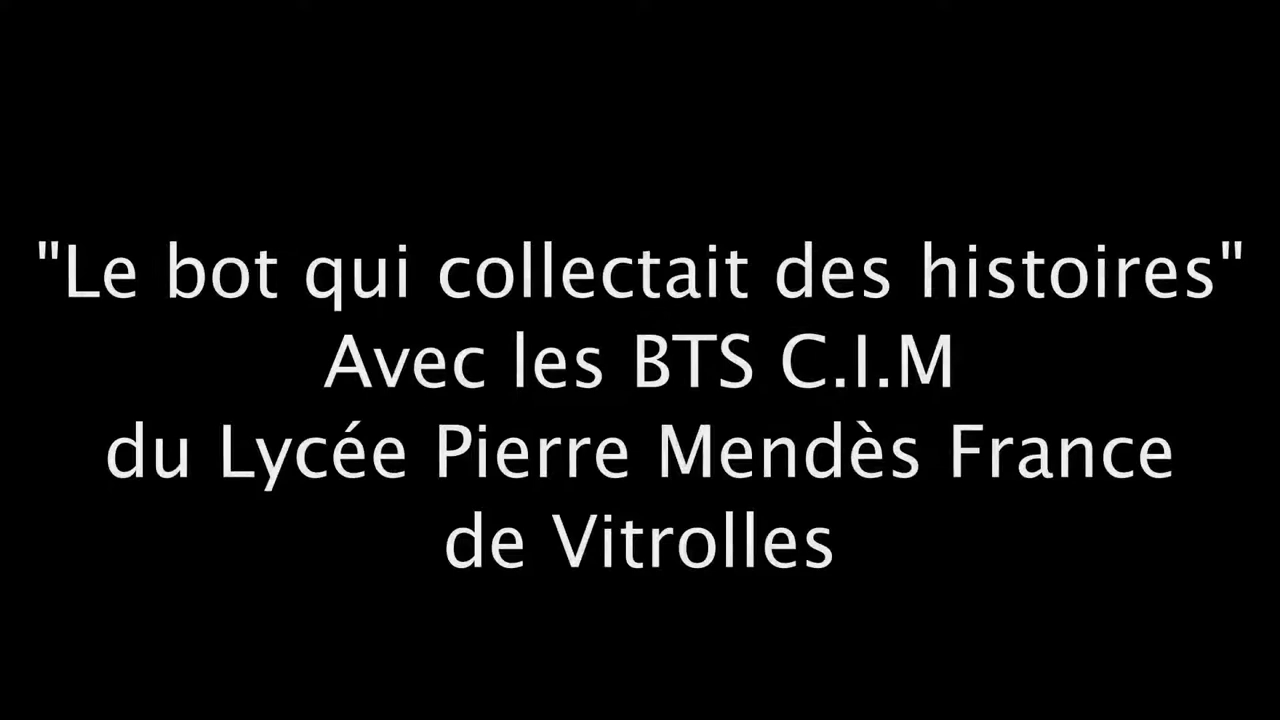 "Le bot qui collectait des histoires"
Avec les BTS C.I.M
du Lycée Pierre Mendès France
de Vitrolles